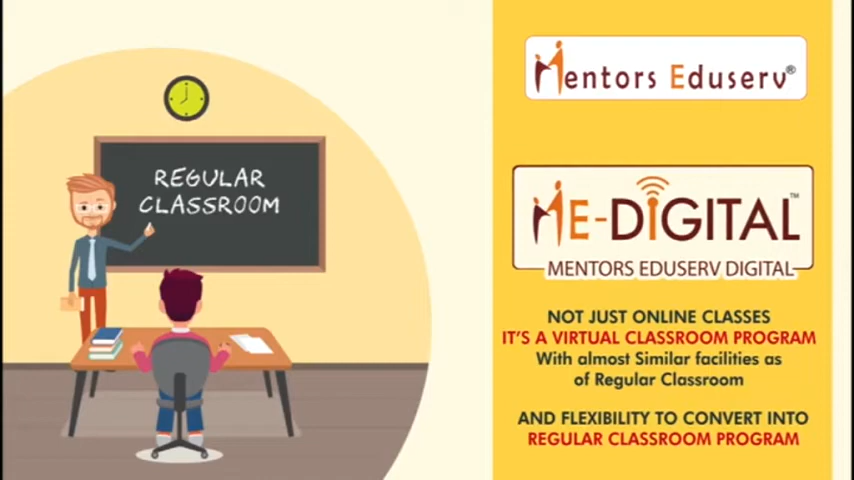 REGULAR
CLASSROOM
Mentors Eduserv®
ME-DIGITAL™
MENTORS EDUSERV DIGITAL
NOT JUST ONLINE CLASSES
IT'S A VIRTUAL CLASSROOM PROGRAM
With almost Similar facilities as
of Regular Classroom
AND FLEXIBILITY TO CONVERT INTO
REGULAR CLASSROOM PROGRAM